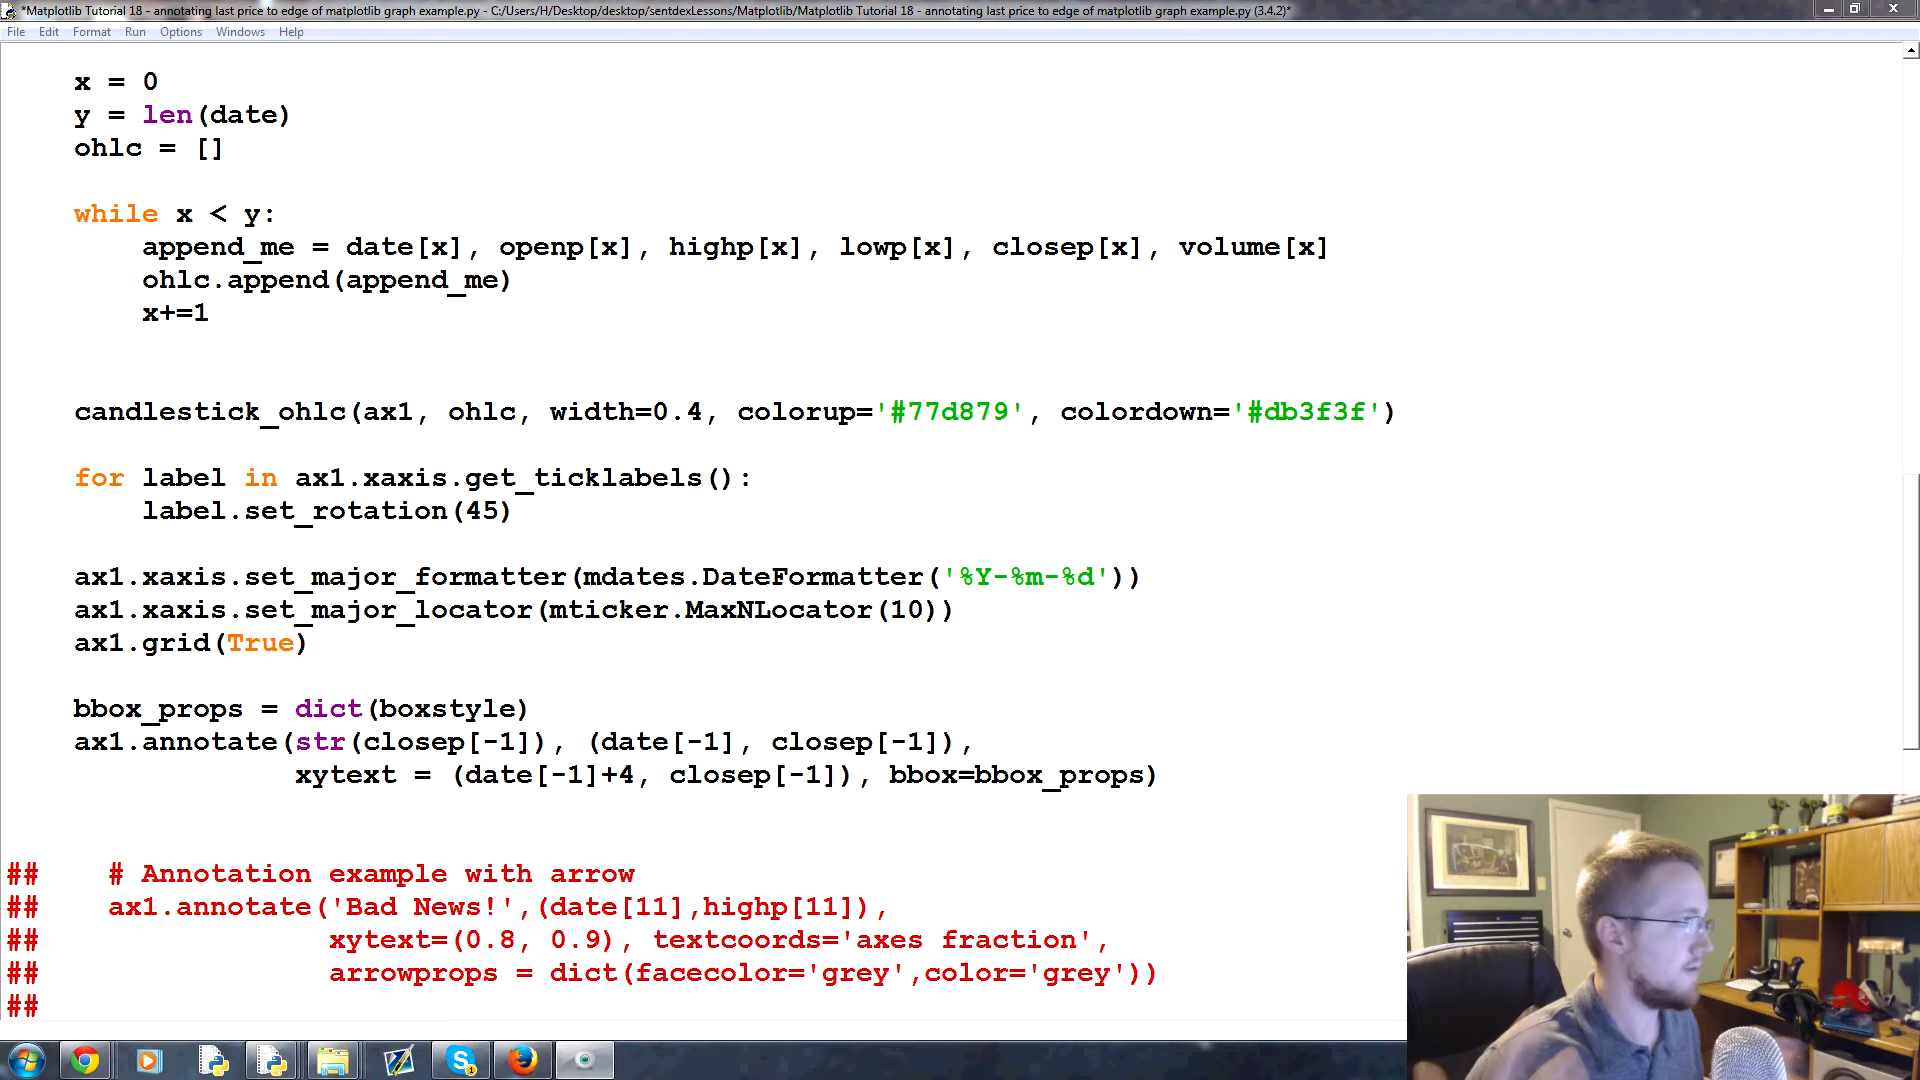 *Matplotlib Tutorial 18 - annotating last price to edge of matplotlib graph example.py - C:/Users/H/Desktop/desktop/sentdexLessons/Matplotlib/Matplotlib Tutorial 18 - annotating last price to edge of matplotlib graph example.py (3.4.2)*
File Edit Format Run Options Windows Help
x = 0
y = len(date)
ohlc = []
while x < y:
append_me = date[x], openp[x], highp[x], lowp[x], closep[x], volume[x]
ohlc.append(append_me)
x+=1
candlestick_ohlc(ax1, ohlc, width=0.4, colorup='#77d879', colordown='#db3f3f')
for label in ax1.xaxis.get_ticklabels():
label.set_rotation(45)
ax1.xaxis.set_major_formatter(mdates.DateFormatter('%Y-%m-%d'))
ax1.xaxis.set_major_locator(mticker.MaxNLocator(10))
ax1.grid(True)
bbox_props = dict(boxstyle)
ax1.annotate(str(closep[-1]), (date[-1], closep[-1]),
xytext = (date[-1]+4, closep[-1]), bbox=bbox_props)
## # Annotation example with arrow
## ax1.annotate('Bad News!',(date[11],highp[11]),
## xytext=(0.8, 0.9), textcoords='axes fraction',
## arrowprops = dict(facecolor='grey',color='grey'))
##